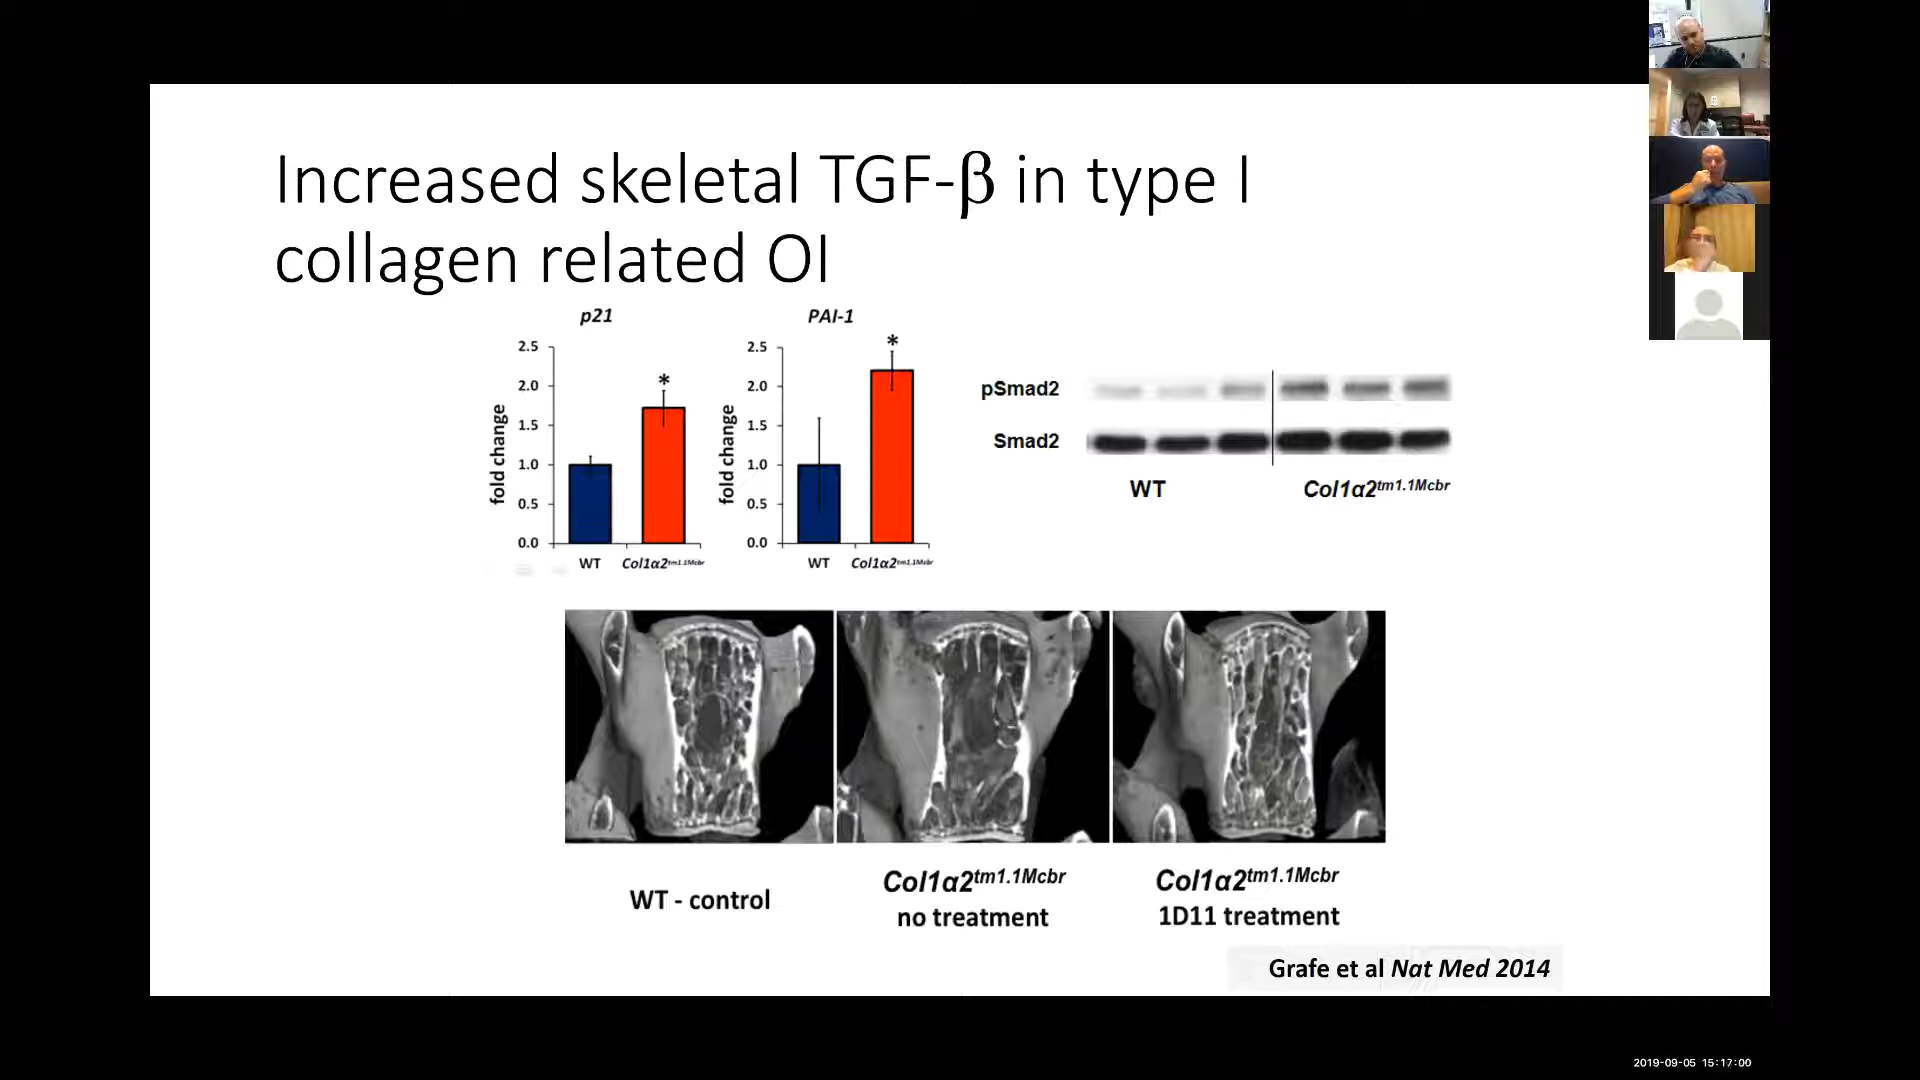 Increased skeletal TGF-β in type I
collagen related OI
p21
2.5
2.0
1.5
1.0
0.5
0.0
fold change
*
WT
Col1α2tm1.1Mcbr
PAI-1
2.5
2.0
1.5
1.0
0.5
0.0
fold change
*
WT
Col1α2tm1.1Mcbr
pSmad2
Smad2
WT
Col1α2tm1.1Mcbr
WT - control
Col1α2tm1.1Mcbr
no treatment
Col1α2tm1.1Mcbr
1D11 treatment
Grafe et al Nat Med 2014
2019-09-05 15:17:00